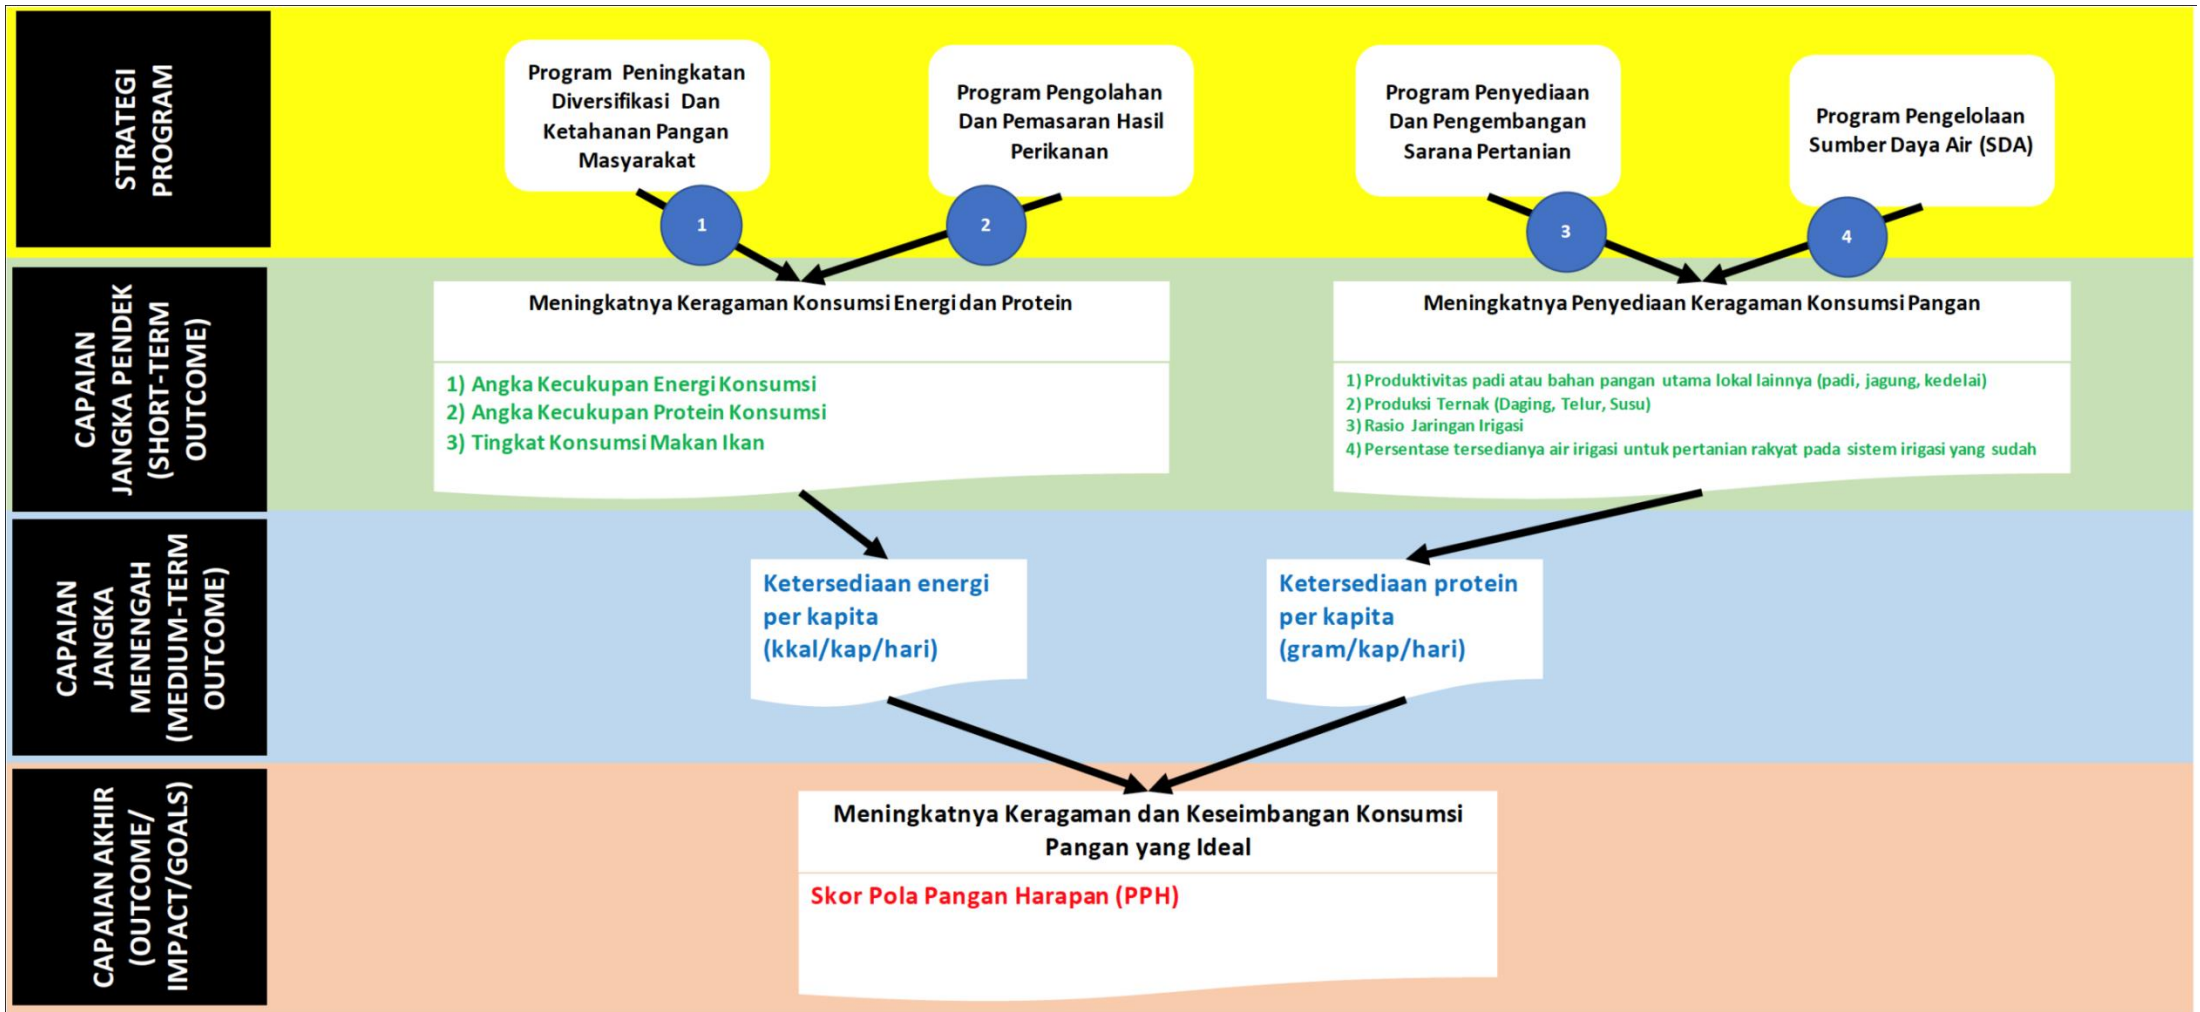 STRATEGI
PROGRAM
Program Peningkatan
Diversifikasi Dan
Ketahanan Pangan
Masyarakat
Program Pengolahan
Dan Pemasaran Hasil
Perikanan
Program Penyediaan
Dan Pengembangan
Sarana Pertanian
Program Pengelolaan
Sumber Daya Air (SDA)
1
2
3
4
CAPAIAN
JANGKA PENDEK
(SHORT-TERM
OUTCOME)
Meningkatnya Keragaman Konsumsi Energi dan Protein
1) Angka Kecukupan Energi Konsumsi
2) Angka Kecukupan Protein Konsumsi
3) Tingkat Konsumsi Makan Ikan
Meningkatnya Penyediaan Keragaman Konsumsi Pangan
1) Produktivitas padi atau bahan pangan utama lokal lainnya (padi, jagung, kedelai)
2) Produksi Ternak (Daging, Telur, Susu)
3) Rasio Jaringan Irigasi
4) Persentase tersedianya air irigasi untuk pertanian rakyat pada sistem irigasi yang sudah
CAPAIAN
JANGKA
MENENGAH
(MEDIUM-TERM
OUTCOME)
Ketersediaan energi
per kapita
(kkal/kap/hari)
Ketersediaan protein
per kapita
(gram/kap/hari)
CAPAIAN AKHIR
(OUTCOME/
IMPACT/GOALS)
Meningkatnya Keragaman dan Keseimbangan Konsumsi
Pangan yang Ideal
Skor Pola Pangan Harapan (PPH)